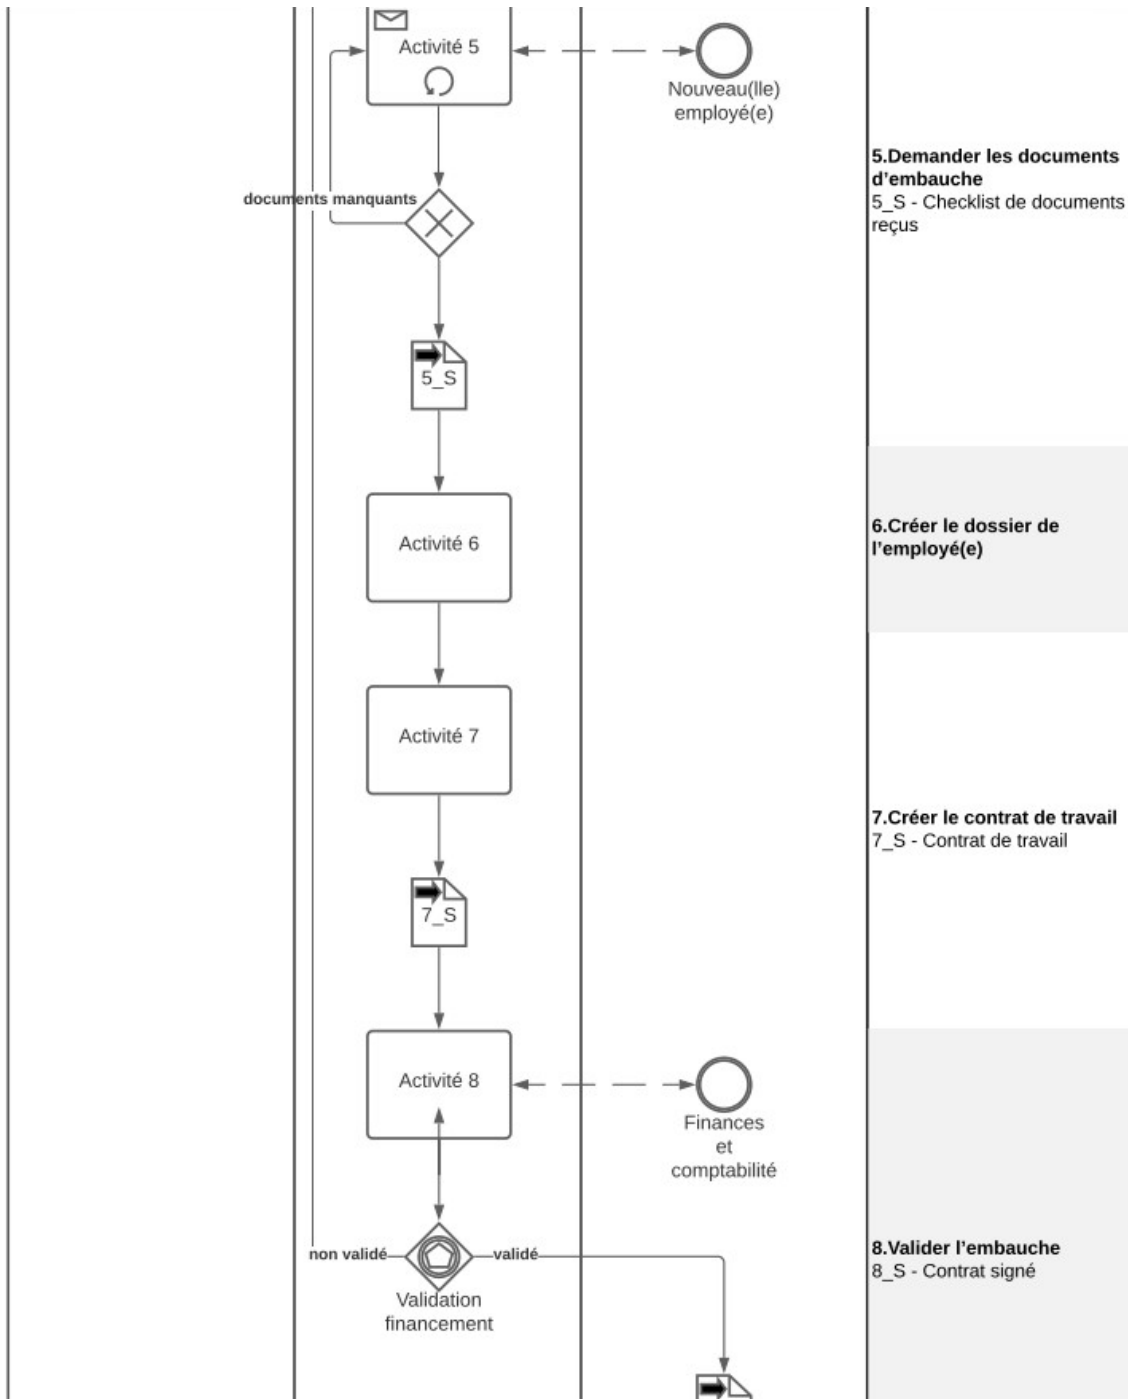 Activité 5
Nouveau(lle)
employé(e)
5.Demander les documents
d’embauche
5_S - Checklist de documents
reçus
documents manquants
5_S
Activité 6
6.Créer le dossier de
l’employé(e)
Activité 7
7.Créer le contrat de travail
7_S - Contrat de travail
7_S
Activité 8
Finances
et
comptabilité
non validé
validé
8.Valider l’embauche
8_S - Contrat signé
Validation
financement